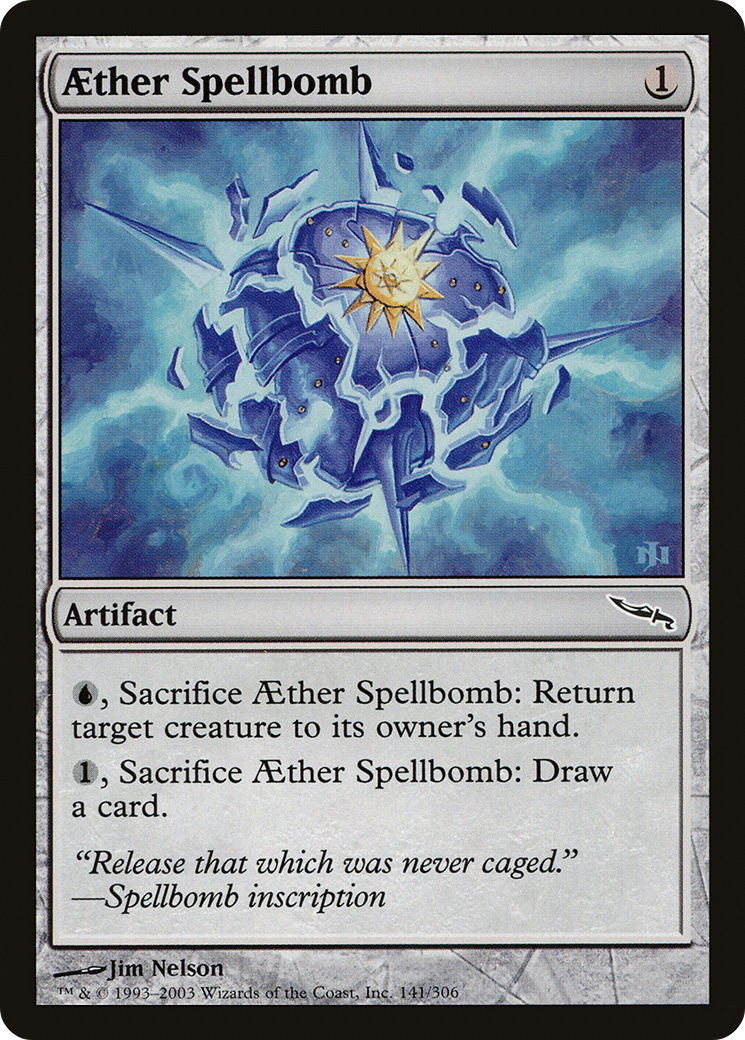 Æther Spellbomb
1
Artifact
, Sacrifice Æther Spellbomb: Return
target creature to its owner's hand.
1, Sacrifice Æther Spellbomb: Draw
a card.
“Release that which was never caged.”
—Spellbomb inscription
Jim Nelson
™ & © 1993–2003 Wizards of the Coast, Inc. 141/306